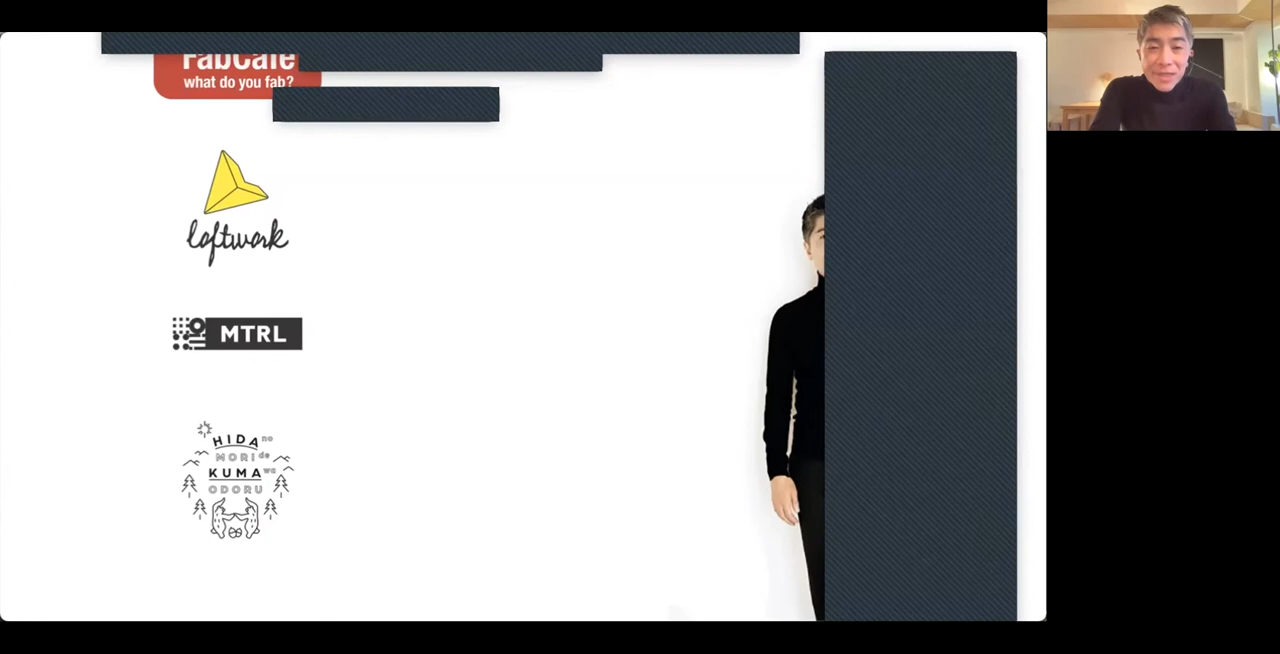 FabCafe
what do you fab?
loftwork
MTRL
HIDA no
MORI de
KUMA wa
ODORU